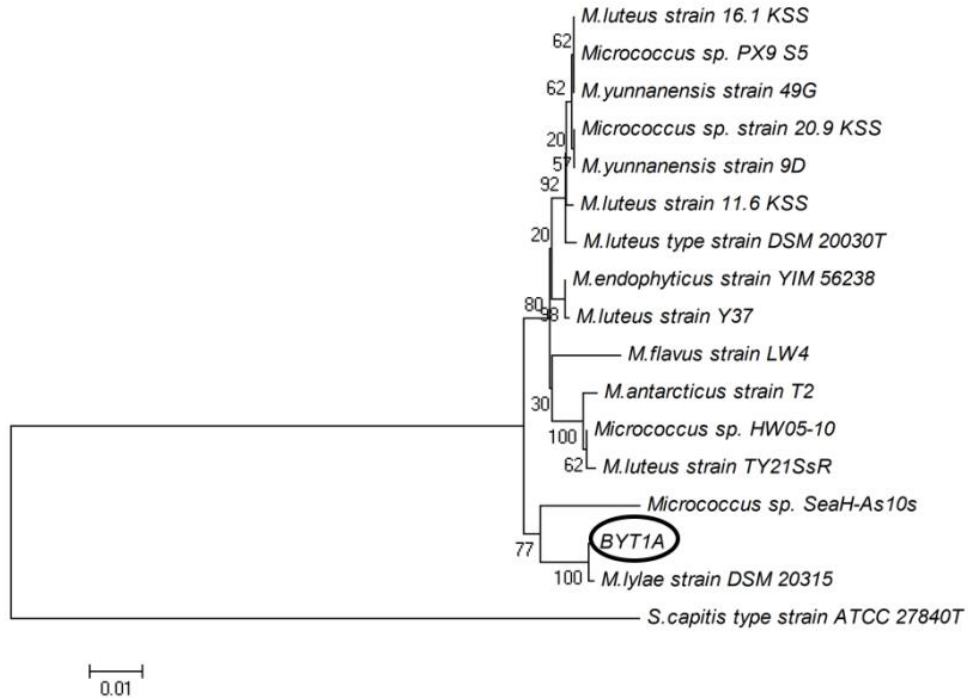 M.luteus strain 16.1 KSS
62
Micrococcus sp. PX9 S5
62
M.yunnanensis strain 49G
Micrococcus sp. strain 20.9 KSS
20
57
M.yunnanensis strain 9D
92
M.luteus strain 11.6 KSS
20
M.luteus type strain DSM 20030T
M.endophyticus strain YIM 56238
80
98
M.luteus strain Y37
M.flavus strain LW4
30
M.antarcticus strain T2
100
Micrococcus sp. HW05-10
62
M.luteus strain TY21SsR
Micrococcus sp. SeaH-As10s
77
BYT1A
100
M.lylae strain DSM 20315
S.capitis type strain ATCC 27840T
0.01